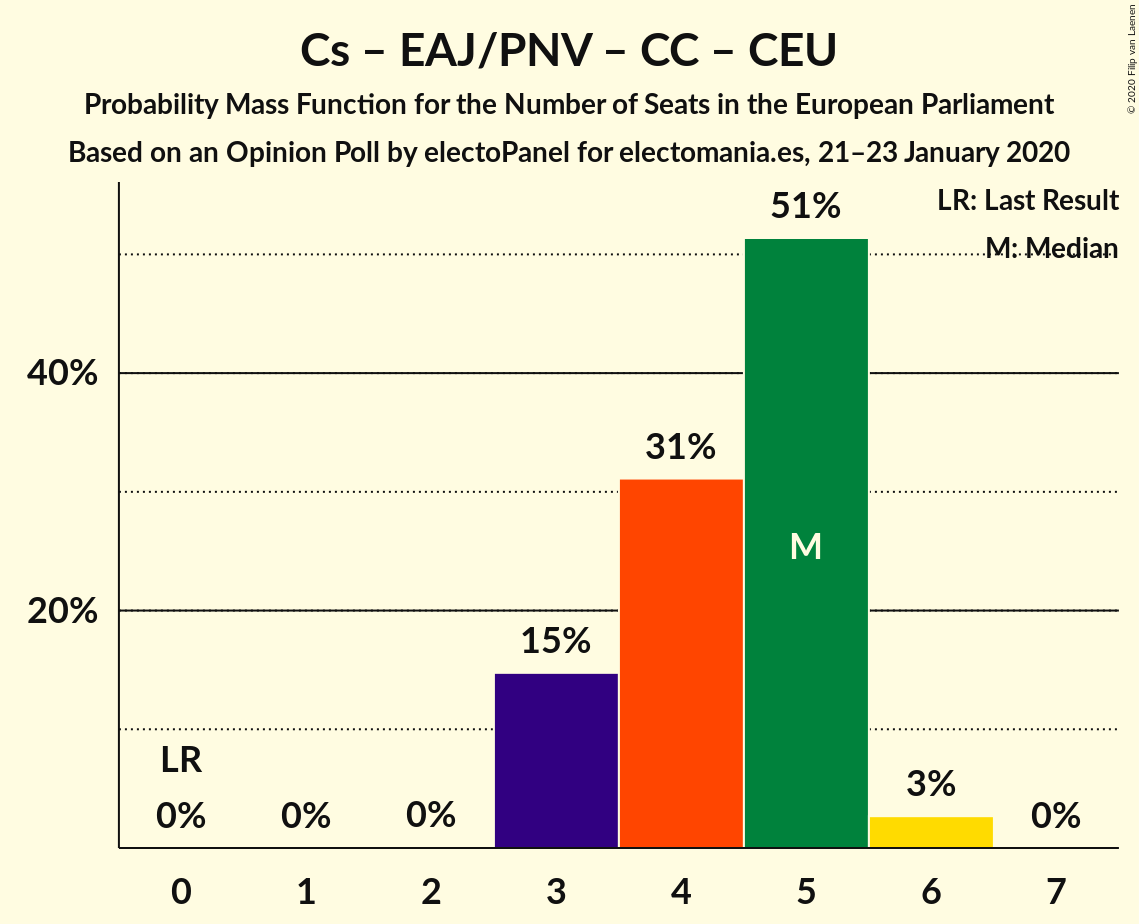 Cs – EAJ/PNV – CC – CEU
Probability Mass Function for the Number of Seats in the European Parliament
Based on an Opinion Poll by electoPanel for electomania.es, 21–23 January 2020
© 2020 Filip van Laenen
LR: Last Result
M: Median
51%
40%
31%
M
20%
15%
LR
0%
0%
0%
3%
0%
0
1
2
3
4
5
6
7